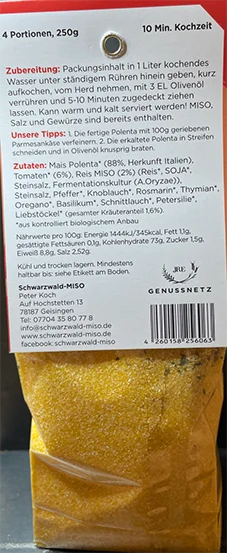 4 Portionen, 250g
10 Min. Kochzeit
Zubereitung: Packungsinhalt in 1 Liter kochendes
Wasser unter ständigem Rühren hinein geben, kurz
aufkochen, vom Herd nehmen, mit 3 EL Olivenöl
verrühren und 5-10 Minuten zugedeckt ziehen
lassen. Kann warm und kalt serviert werden! MISO,
Salz und Gewürze sind bereits enthalten.
Unsere Tipps: 1. Die fertige Polenta mit 100g geriebenen
Parmesankäse verfeinern. 2. Die erkaltete Polenta in Streifen
schneiden und in Olivenöl knusprig braten.
Zutaten: Mais Polenta* (88%, Herkunft Italien),
Tomaten* (6%), Reis MISO (2%) (Reis*, SOJA*,
Steinsalz, Fermentationskultur (A.Oryzae)),
Steinsalz, Pfeffer*, Knoblauch*, Rosmarin*, Thymian*,
Oregano*, Basilikum*, Schnittlauch*, Petersilie*,
Liebstöckel* (gesamter Kräuteranteil 1,6%).
*aus kontrolliert biologischem Anbau
Nährwerte pro 100g: Energie 1444kJ/345kcal, Fett 1,1g,
gesättigte Fettsäuren 0,1g, Kohlenhydrate 73g, Zucker 1,5g,
Eiweiß 8,8g, Salz 2,52g
Kühl und trocken lagern. Mindestens
haltbar bis: siehe Etikett am Boden.
Schwarzwald-MISO
Peter Koch
Auf Hochstetten 13
78187 Geisingen
Tel: 07704 35 80 77 8
info@schwarzwald-miso.de
www.schwarzwald-miso.de
facebook: schwarzwald-miso
JRE
GENUSSNETZ
4 260158 256063